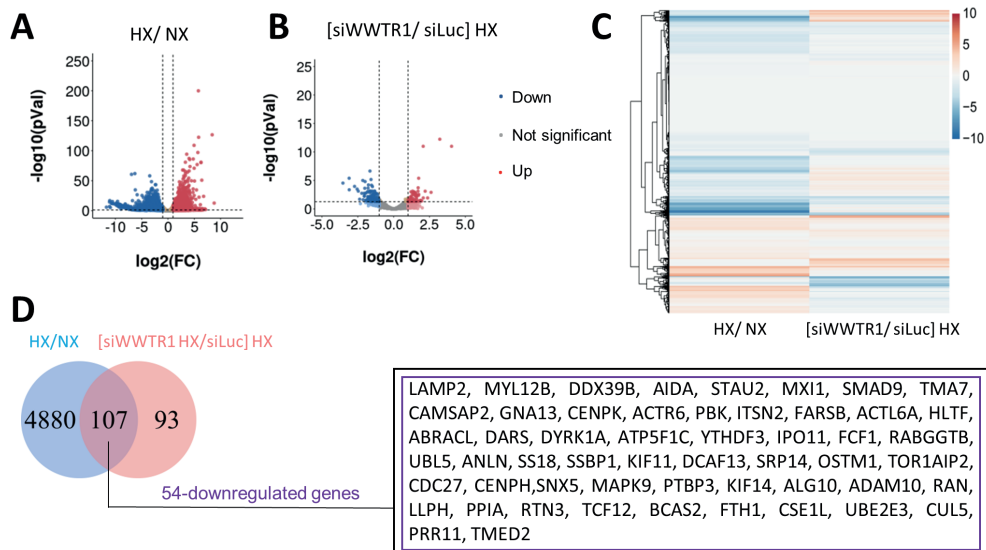 A
HX/ NX
-log10(pVal)
250
200
150
100
50
0
-10 -5 0 5 10
log2(FC)
B
[siWWTR1/ siLuc] HX
-log10(pVal)
25
20
15
10
5
0
-5.0 -2.5 0.0 2.5 5.0
log2(FC)
Down
Not significant
Up
C
10
5
0
−5
−10
HX/ NX [siWWTR1/ siLuc] HX
D
HX/NX [siWWTR1 HX/siLuc] HX
4880 107 93
54-downregulated genes
LAMP2, MYL12B, DDX39B, AIDA, STAU2, MXI1, SMAD9, TMA7,
CAMSAP2, GNA13, CENPK, ACTR6, PBK, ITSN2, FARSB, ACTL6A, HLTF,
ABRACL, DARS, DYRK1A, ATP5F1C, YTHDF3, IPO11, FCF1, RABGGTB,
UBL5, ANLN, SS18, SSBP1, KIF11, DCAF13, SRP14, OSTM1, TOR1AIP2,
CDC27, CENPH,SNX5, MAPK9, PTBP3, KIF14, ALG10, ADAM10, RAN,
LLPH, PPIA, RTN3, TCF12, BCAS2, FTH1, CSE1L, UBE2E3, CUL5,
PRR11, TMED2